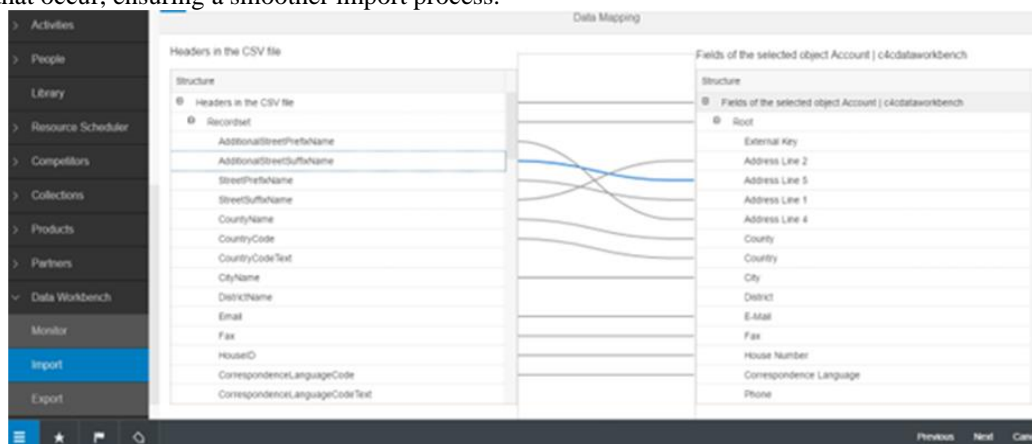 that occur, ensuring a smoother import process.
Activities
People
Library
Resource Scheduler
Competitors
Collections
Products
Partners
Data Workbench
Monitor
Import
Export
Data Mapping
Headers in the CSV file
Structure
Headers in the CSV file
Recordset
AdditionalStreetPrefixName
AdditionalStreetSuffixName
StreetPrefixName
StreetSuffixName
CountyName
CountryCode
CountryCodeText
CityName
DistrictName
Email
Fax
HouseID
CorrespondenceLanguageCode
CorrespondenceLanguageCodeText
Fields of the selected object Account | c4cdataworkbench
Structure
Fields of the selected object Account | c4cdataworkbench
Root
External Key
Address Line 2
Address Line 5
Address Line 1
Address Line 4
County
Country
City
District
E-Mail
Fax
House Number
Correspondence Language
Phone
Previous Next